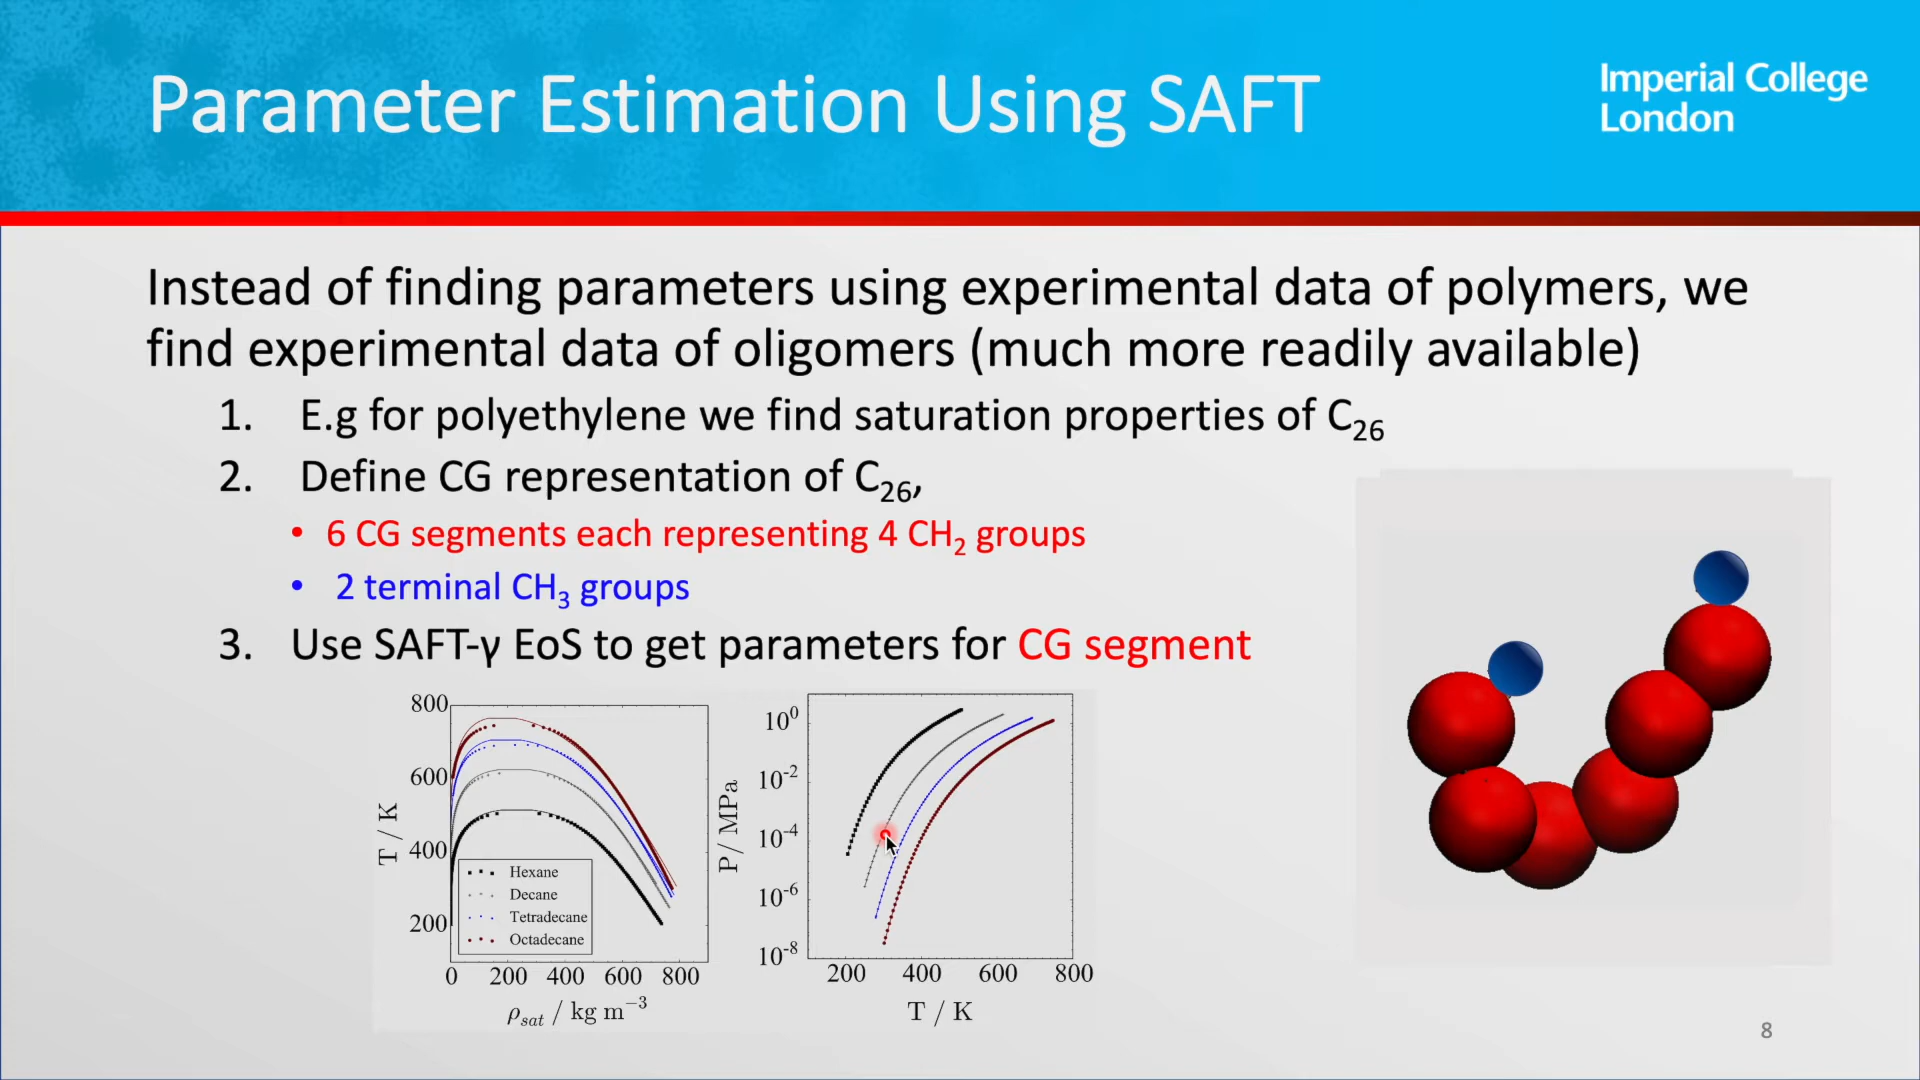 Parameter Estimation Using SAFT
Imperial College
London
Instead of finding parameters using experimental data of polymers, we
find experimental data of oligomers (much more readily available)
1. E.g for polyethylene we find saturation properties of C₂₆
2. Define CG representation of C₂₆,
• 6 CG segments each representing 4 CH₂ groups
• 2 terminal CH₃ groups
3. Use SAFT-γ EoS to get parameters for CG segment
800
600
400
200
T / K
Hexane
Decane
Tetradecane
Octadecane
0 200 400 600 800
ρsat / kg m⁻³
10⁰
10⁻²
10⁻⁴
10⁻⁶
10⁻⁸
P / MPa
200 400 600 800
T / K
8